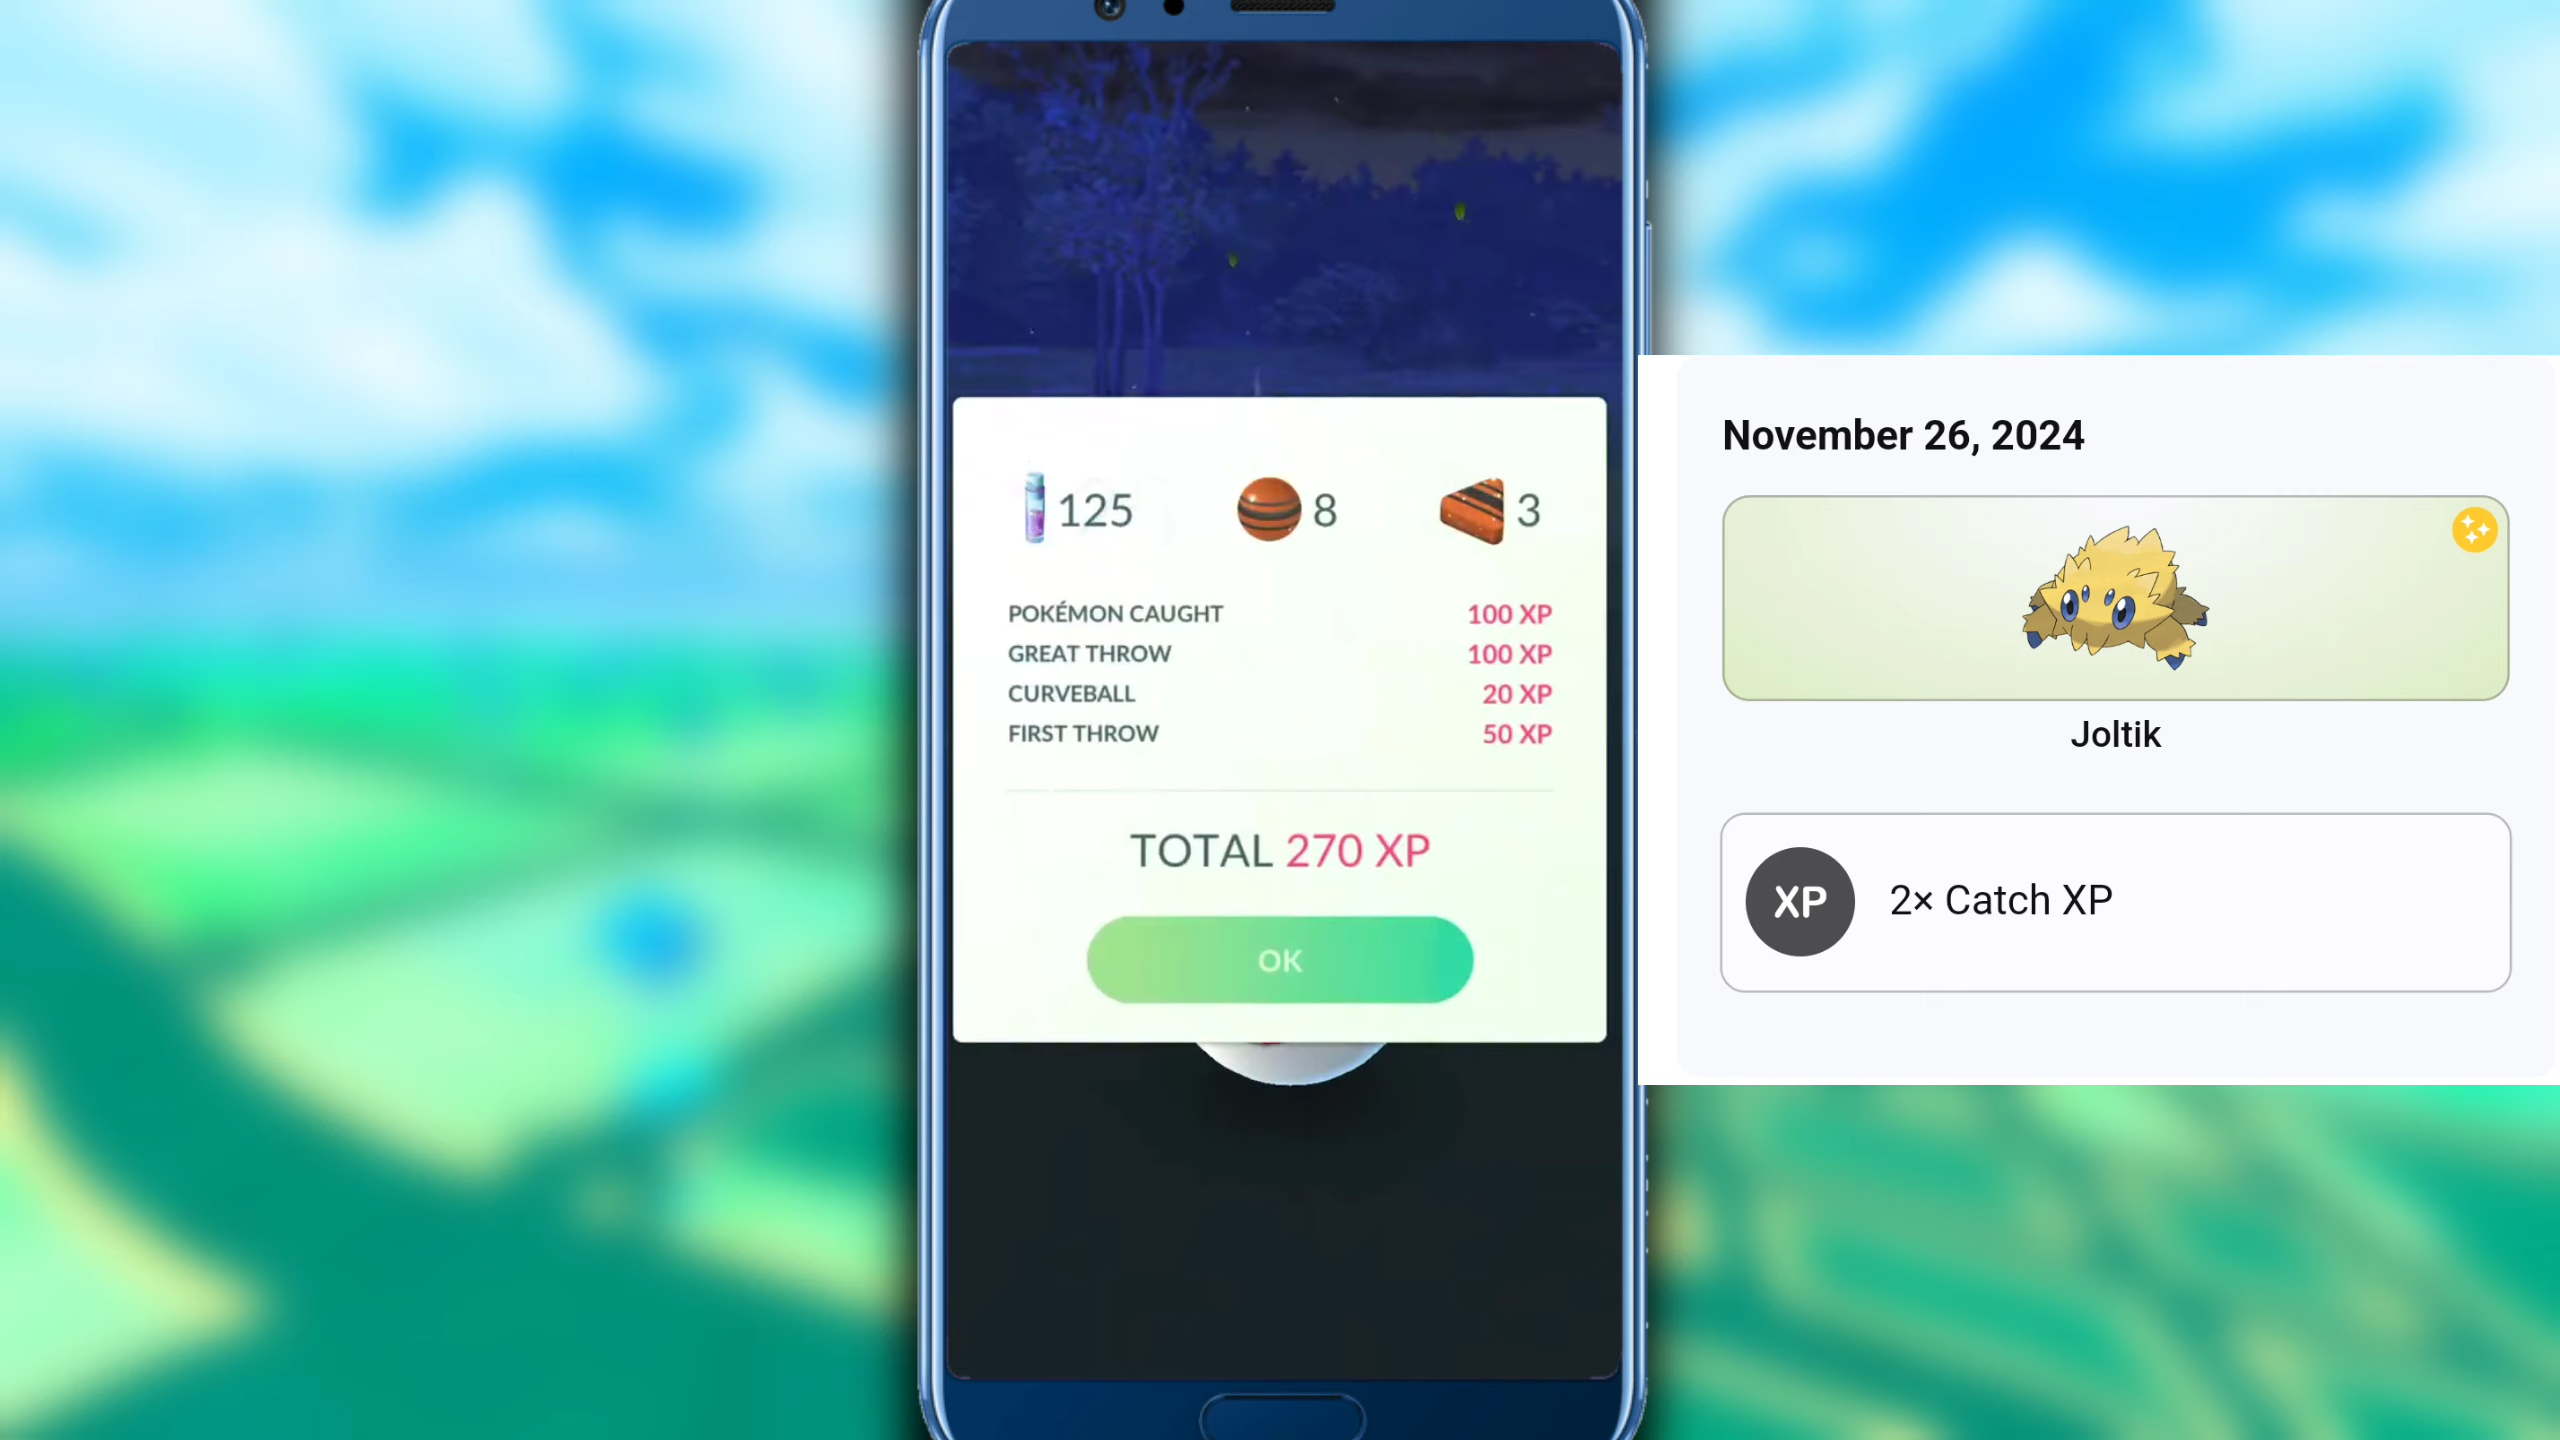 125 8 3
POKÉMON CAUGHT 100 XP
GREAT THROW 100 XP
CURVEBALL 20 XP
FIRST THROW 50 XP
TOTAL 270 XP
OK
November 26, 2024
Joltik
XP 2× Catch XP